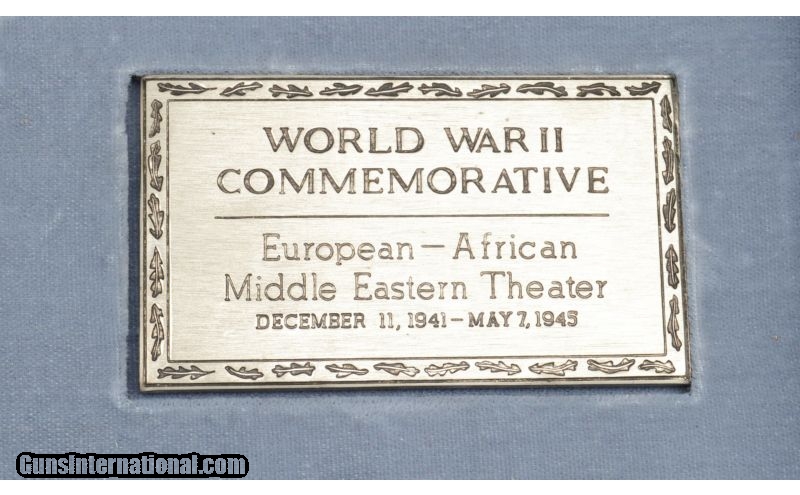 WORLD WAR II
COMMEMORATIVE
European — African
Middle Eastern Theater
DECEMBER 11, 1941 – MAY 7, 1945
GunsInternational.com